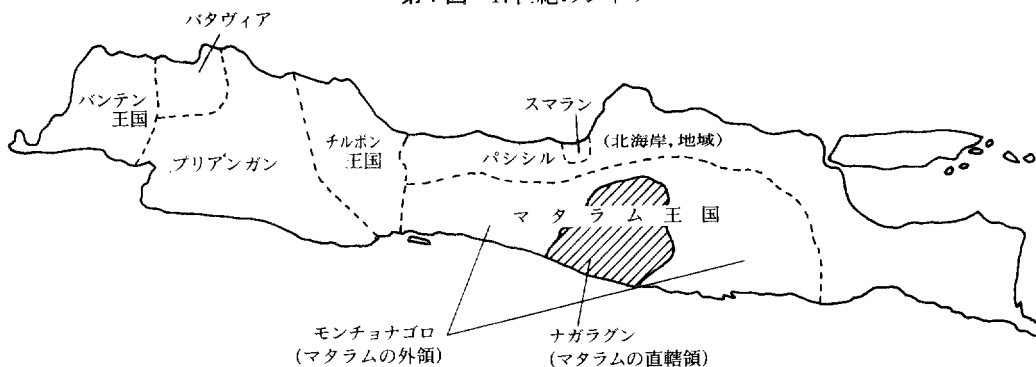 バタヴィア
バンテン
王国
プリアンガン
チルボン
王国
スマラン
パシシル
(北海岸,地域)
マタラム王国
モンチョナゴロ
(マタラムの外領)
ナガラグン
(マタラムの直轄領)